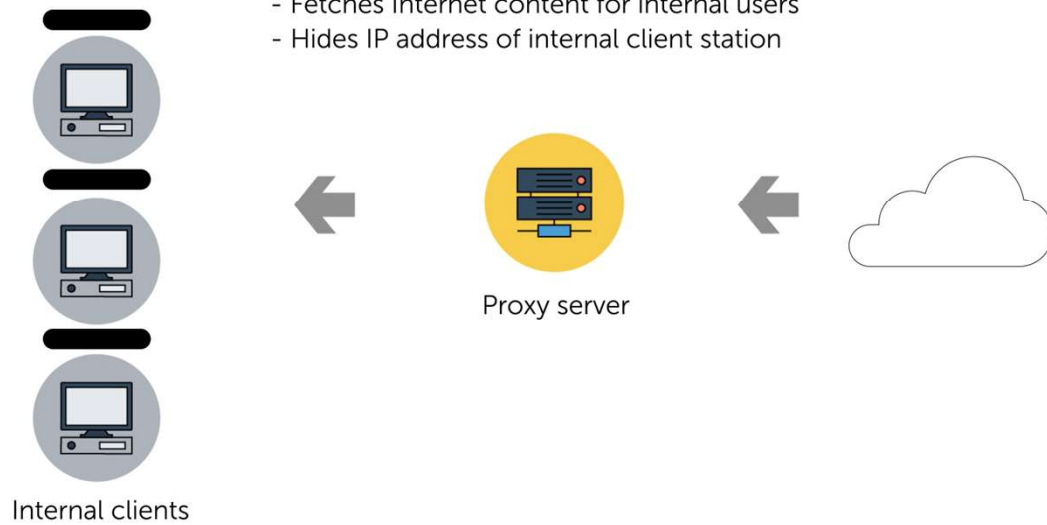 - Fetches Internet content for internal users
- Hides IP address of internal client station
Proxy server
Internal clients